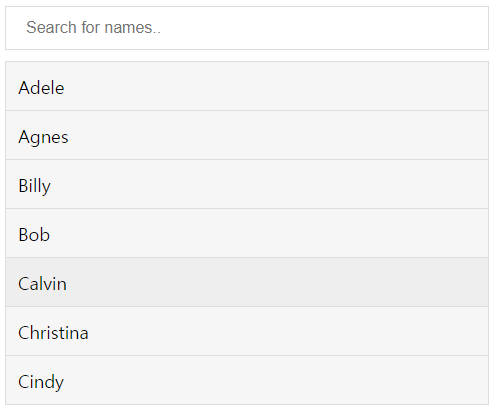 Search for names..
Adele
Agnes
Billy
Bob
Calvin
Christina
Cindy